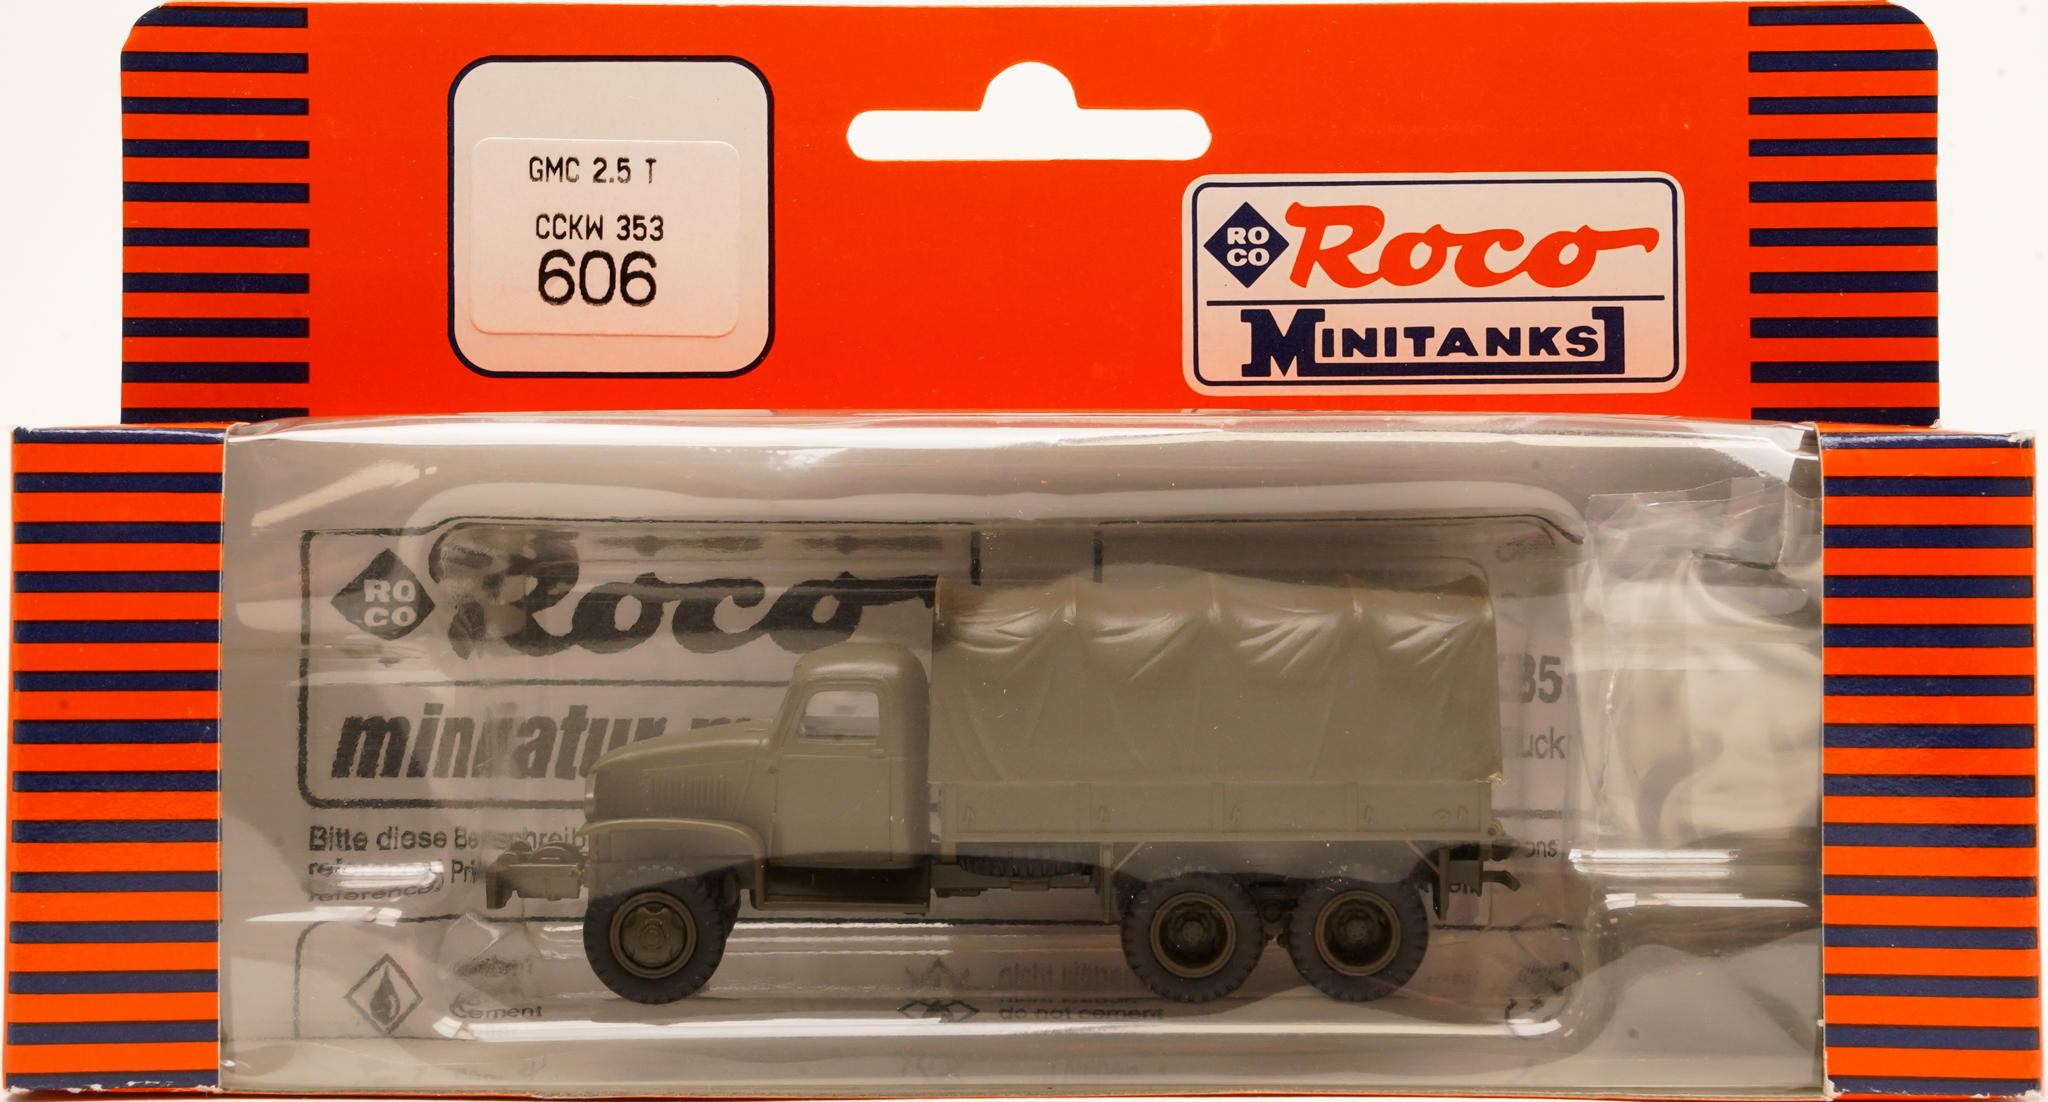 GMC 2.5 T
CCKW 353
606
RO
CO
Roco
MINITANKS
RO
CO
Roco
miniatur
Bitte diese
reference)
Cement
do not cement